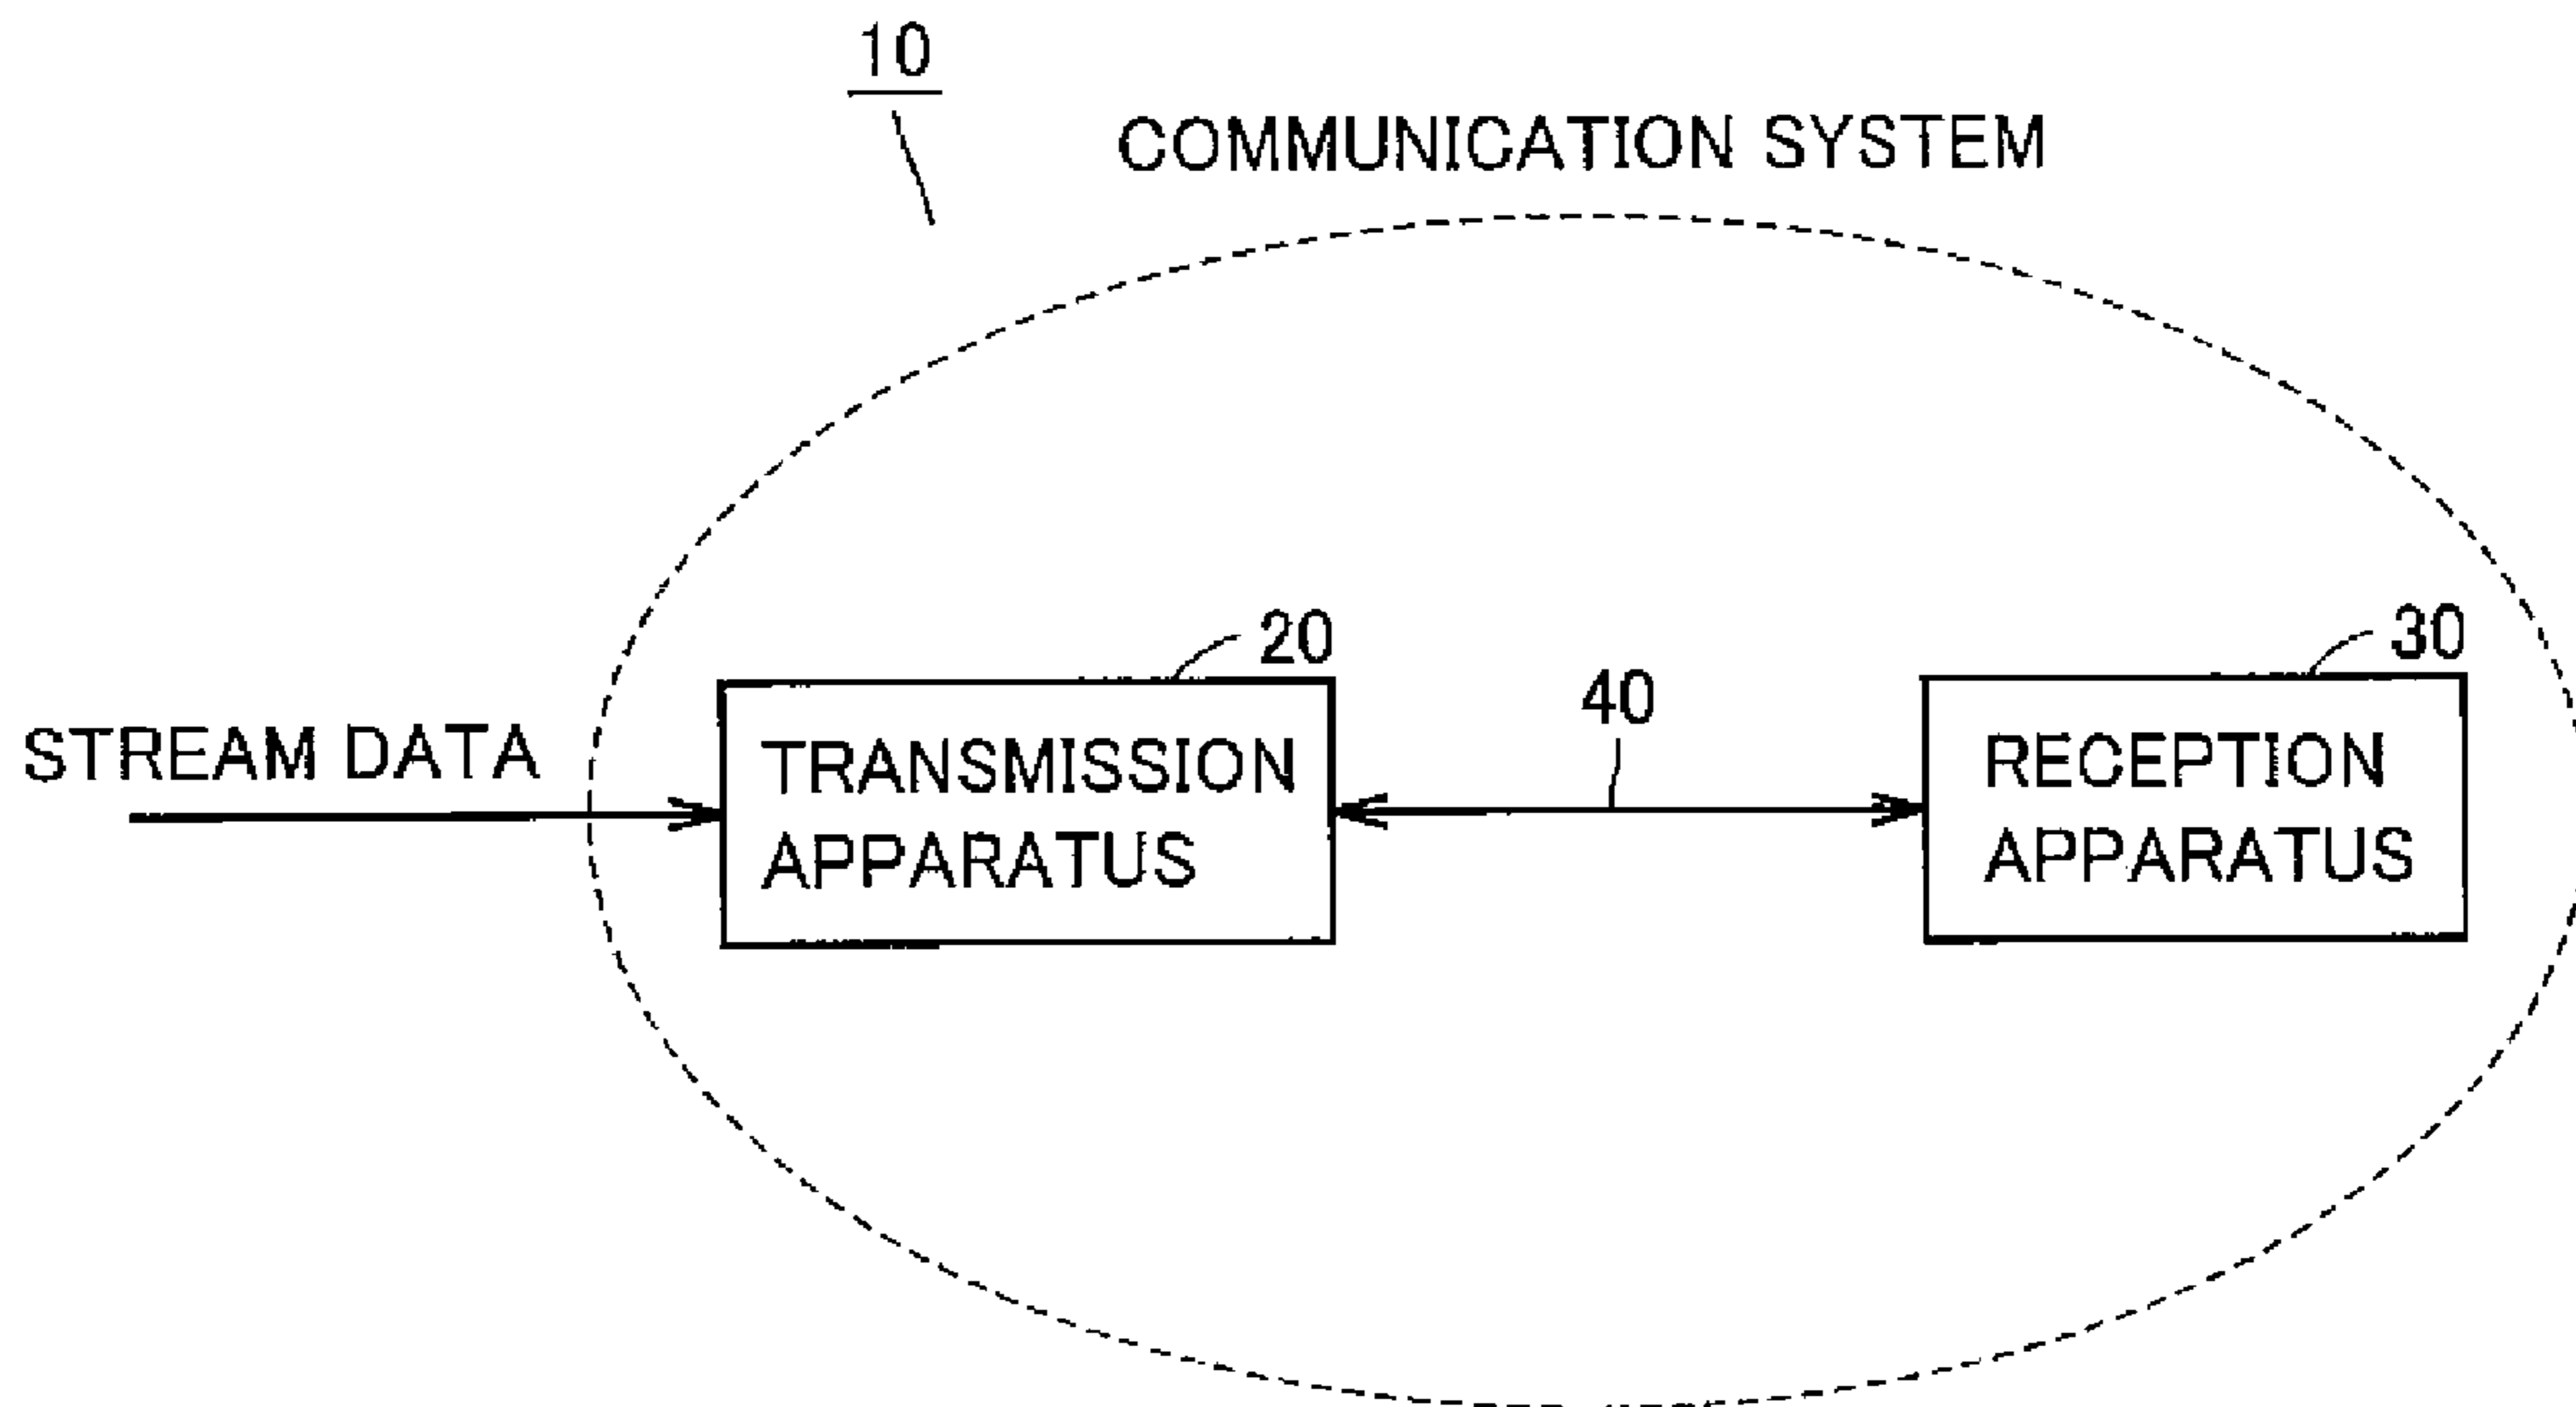 10
COMMUNICATION SYSTEM
20
30
40
STREAM DATA
TRANSMISSION
APPARATUS
RECEPTION
APPARATUS